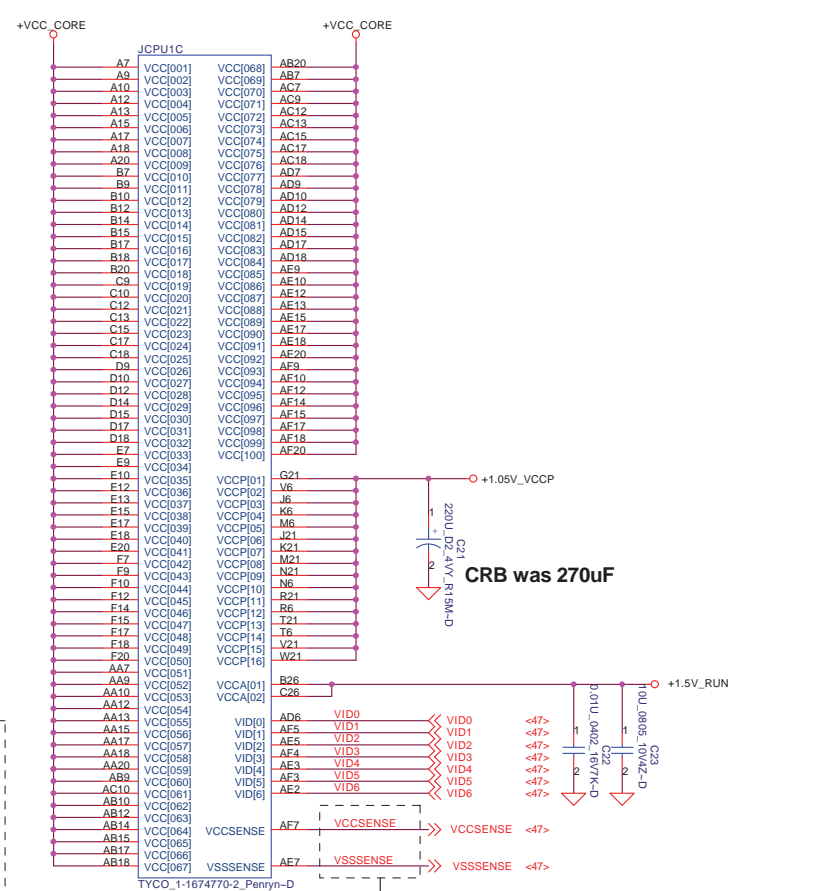 +VCC_CORE +VCC_CORE
JCPU1C
A7 VCC[001] VCC[068] AB20
A9 VCC[002] VCC[069] AB7
A10 VCC[003] VCC[070] AC7
A12 VCC[004] VCC[071] AC9
A13 VCC[005] VCC[072] AC12
A15 VCC[006] VCC[073] AC13
A17 VCC[007] VCC[074] AC15
A18 VCC[008] VCC[075] AC17
A20 VCC[009] VCC[076] AC18
B7 VCC[010] VCC[077] AD7
B9 VCC[011] VCC[078] AD9
B10 VCC[012] VCC[079] AD10
B12 VCC[013] VCC[080] AD12
B14 VCC[014] VCC[081] AD14
B15 VCC[015] VCC[082] AD15
B17 VCC[016] VCC[083] AD17
B18 VCC[017] VCC[084] AD18
B20 VCC[018] VCC[085] AE9
C9 VCC[019] VCC[086] AE10
C10 VCC[020] VCC[087] AE12
C12 VCC[021] VCC[088] AE13
C13 VCC[022] VCC[089] AE15
C15 VCC[023] VCC[090] AE17
C17 VCC[024] VCC[091] AE18
C18 VCC[025] VCC[092] AE20
D9 VCC[026] VCC[093] AF9
D10 VCC[027] VCC[094] AF10
D12 VCC[028] VCC[095] AF12
D14 VCC[029] VCC[096] AF14
D15 VCC[030] VCC[097] AF15
D17 VCC[031] VCC[098] AF17
D18 VCC[032] VCC[099] AF18
E7 VCC[033] VCC[100] AF20
E9 VCC[034]
E10 VCC[035] VCCP[01] G21 +1.05V_VCCP
E12 VCC[036] VCCP[02] V6
E13 VCC[037] VCCP[03] J6
E15 VCC[038] VCCP[04] K6
E17 VCC[039] VCCP[05] M6
E18 VCC[040] VCCP[06] J21
E20 VCC[041] VCCP[07] K21
F7 VCC[042] VCCP[08] M21
F9 VCC[043] VCCP[09] N21
F10 VCC[044] VCCP[10] N6
F12 VCC[045] VCCP[11] R21
F14 VCC[046] VCCP[12] R6
F15 VCC[047] VCCP[13] T21
F17 VCC[048] VCCP[14] T6
F18 VCC[049] VCCP[15] V21
F20 VCC[050] VCCP[16] W21
1 + 2
C21
220U_D2_4VY_R15M~D
CRB was 270uF
AA7 VCC[051]
AA9 VCC[052] VCCA[01] B26 +1.5V_RUN
AA10 VCC[053] VCCA[02] C26
AA12 VCC[054]
AA13 VCC[055] VID[0] AD6 VID0 VID0 <47>
AA15 VCC[056] VID[1] AF5 VID1 VID1 <47>
AA17 VCC[057] VID[2] AE5 VID2 VID2 <47>
AA18 VCC[058] VID[3] AF4 VID3 VID3 <47>
AA20 VCC[059] VID[4] AE3 VID4 VID4 <47>
AB9 VCC[060] VID[5] AF3 VID5 VID5 <47>
AC10 VCC[061] VID[6] AE2 VID6 VID6 <47>
1 2
C22
0.01U_0402_16V7K~D
1 2
C23
10U_0805_10V4Z~D
AB10 VCC[062]
AB12 VCC[063]
AB14 VCC[064] VCCSENSE AF7 VCCSENSE VCCSENSE <47>
AB15 VCC[065]
AB17 VCC[066]
AB18 VCC[067] VSSSENSE AE7 VSSSENSE VSSSENSE <47>
TYCO_1-1674770-2_Penryn~D